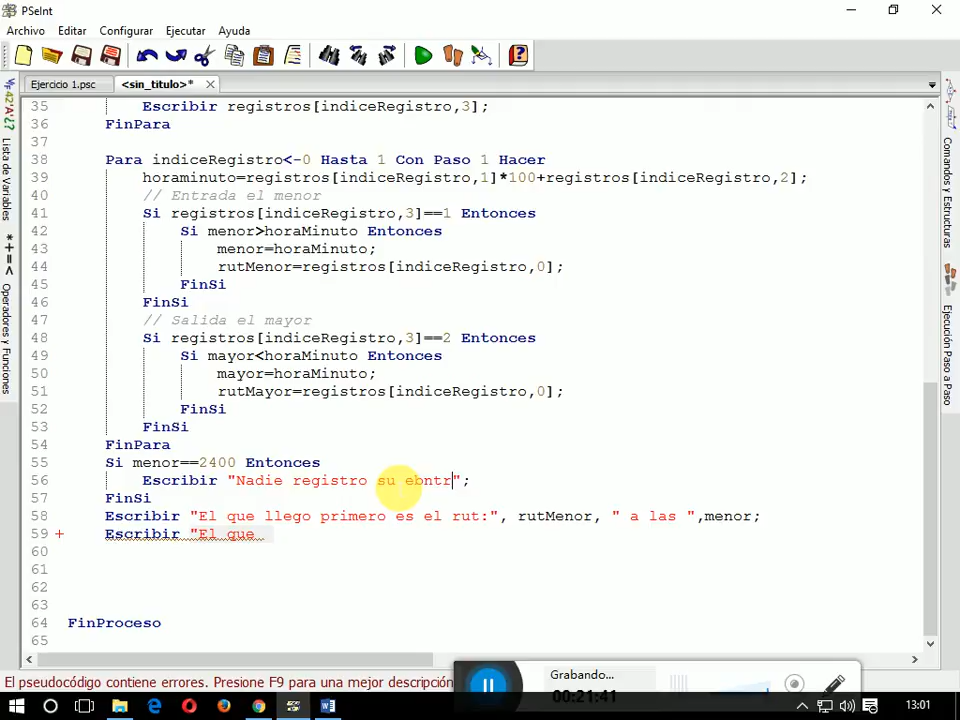 PSeInt
Archivo Editar Configurar Ejecutar Ayuda
Ejercicio 1.psc <sin_titulo>*
35 Escribir registros[indiceRegistro,3];
36 FinPara
37
38 Para indiceRegistro<-0 Hasta 1 Con Paso 1 Hacer
39 horaminuto=registros[indiceRegistro,1]*100+registros[indiceRegistro,2];
40 // Entrada el menor
41 Si registros[indiceRegistro,3]==1 Entonces
42 Si menor>horaMinuto Entonces
43 menor=horaMinuto;
44 rutMenor=registros[indiceRegistro,0];
45 FinSi
46 FinSi
47 // Salida el mayor
48 Si registros[indiceRegistro,3]==2 Entonces
49 Si mayor<horaMinuto Entonces
50 mayor=horaMinuto;
51 rutMayor=registros[indiceRegistro,0];
52 FinSi
53 FinSi
54 FinPara
55 Si menor==2400 Entonces
56 Escribir "Nadie registro su ebntr";
57 FinSi
58 Escribir "El que llego primero es el rut:", rutMenor, " a las ",menor;
59 + Escribir "El que
60
61
62
63
64 FinProceso
65
Lista de Variables
Operadores y Funciones
Comandos y Estructuras
Ejecución Paso a Paso
El pseudocódigo contiene errores. Presione F9 para una mejor descripción
Grabando...
00:21:41
13:01